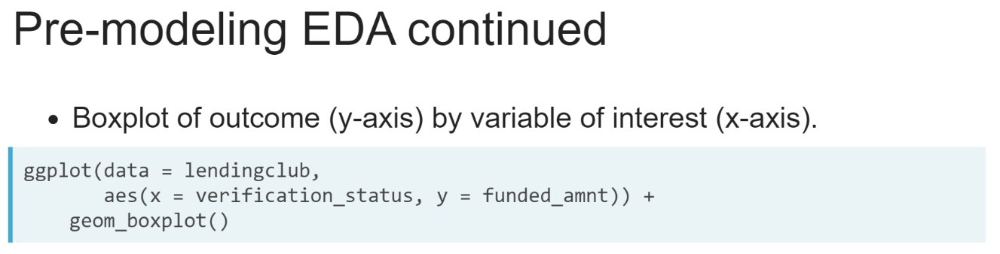 Pre-modeling EDA continued
• Boxplot of outcome (y-axis) by variable of interest (x-axis).
ggplot(data = lendingclub,
       aes(x = verification_status, y = funded_amnt)) +
    geom_boxplot()